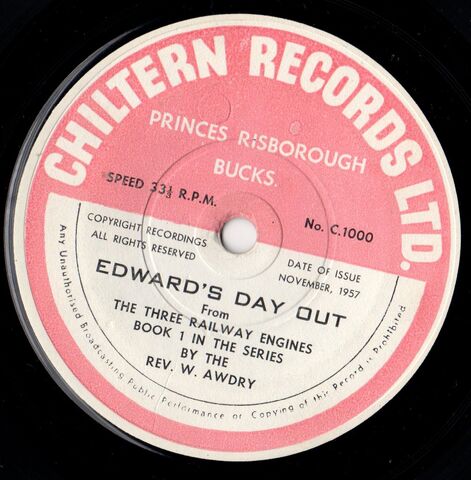 CHILTERN RECORDS LTD.
PRINCES RISBOROUGH
BUCKS.
SPEED 33⅓ R.P.M.
No. C.1000
COPYRIGHT RECORDINGS
ALL RIGHTS RESERVED
DATE OF ISSUE
NOVEMBER, 1957
EDWARD'S DAY OUT
From
THE THREE RAILWAY ENGINES
BOOK 1 IN THE SERIES
BY THE
REV. W. AWDRY
Any Unauthorised Broadcasting Public Performance or Copying of this Record is Prohibited